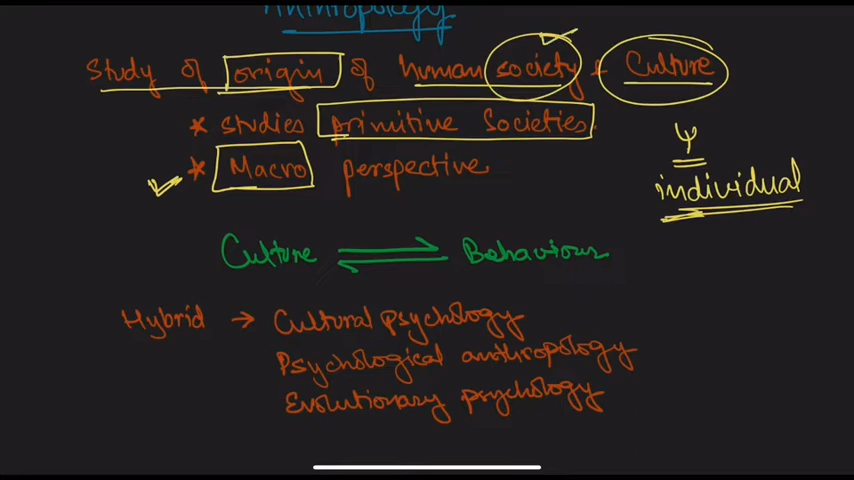 Anthropology
Study of origin of human society + Culture
* studies primitive Societies.
* Macro perspective
ψ
individual
Culture ⇌ Behaviour
Hybrid → Cultural psychology
Psychological anthropology
Evolutionary psychology